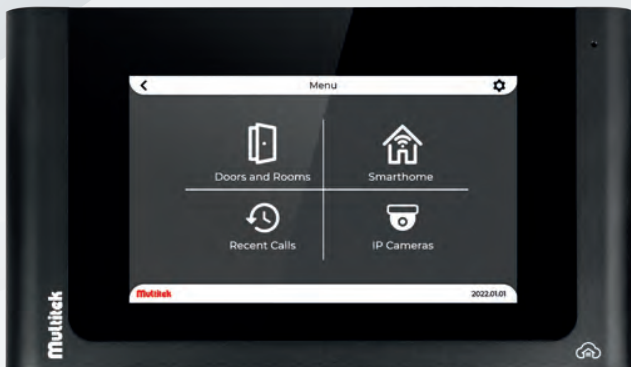 Menu
Doors and Rooms
Smarthome
Recent Calls
IP Cameras
Multitek
2022.01.01
Multitek